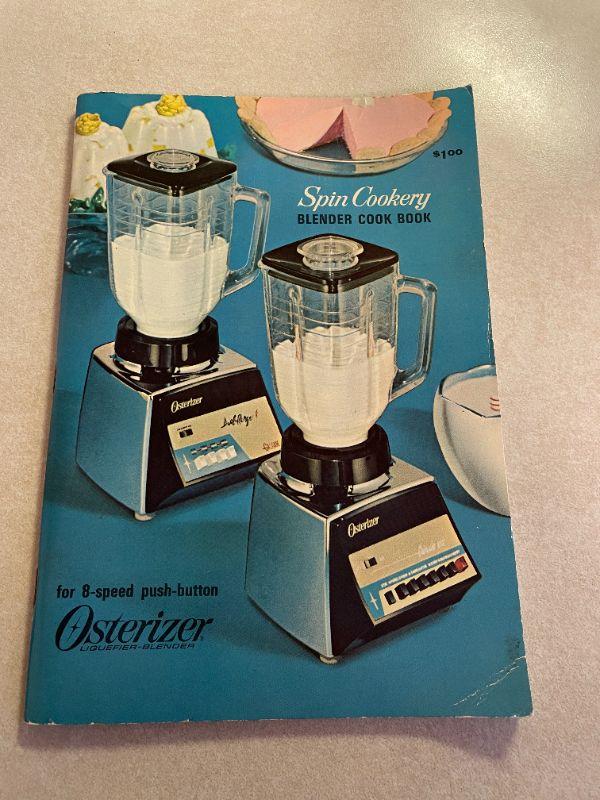 $1.00
Spin Cookery
BLENDER COOK BOOK
Osterizer
Osterizer
for 8-speed push-button
Osterizer®
LIQUEFIER-BLENDER